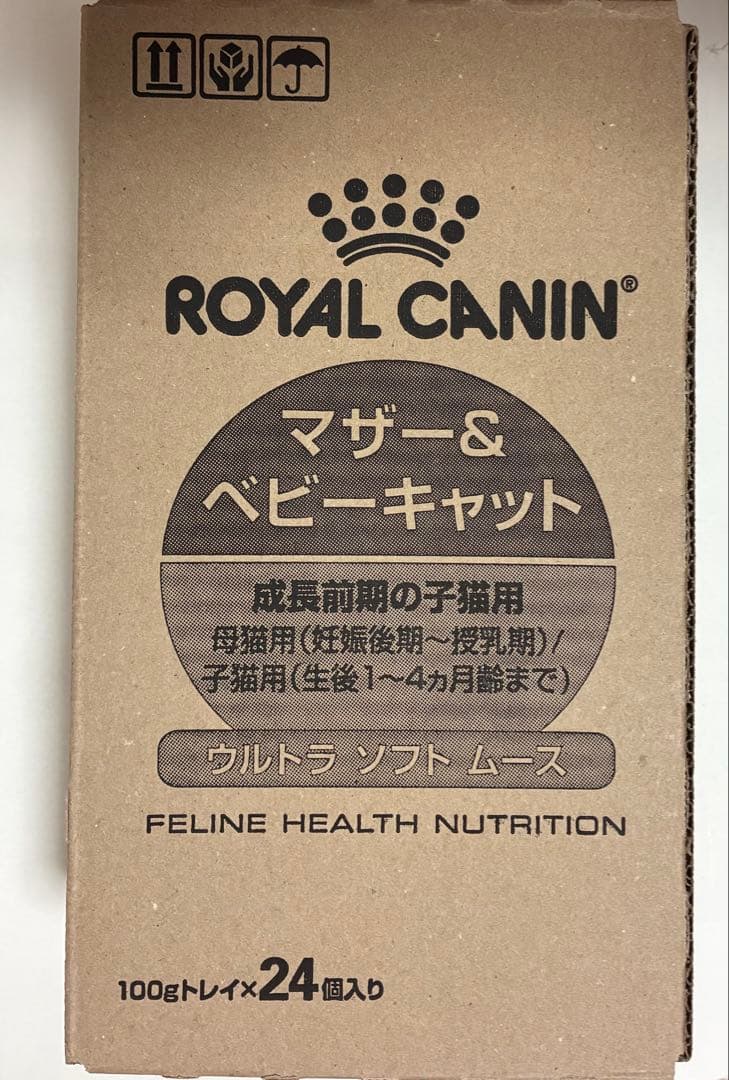 ROYAL CANIN®
マザー&
ベビーキャット
成長前期の子猫用
母猫用(妊娠後期〜授乳期)/
子猫用(生後1〜4ヵ月齢まで)
ウルトラ ソフト ムース
FELINE HEALTH NUTRITION
100gトレイ×24個入り